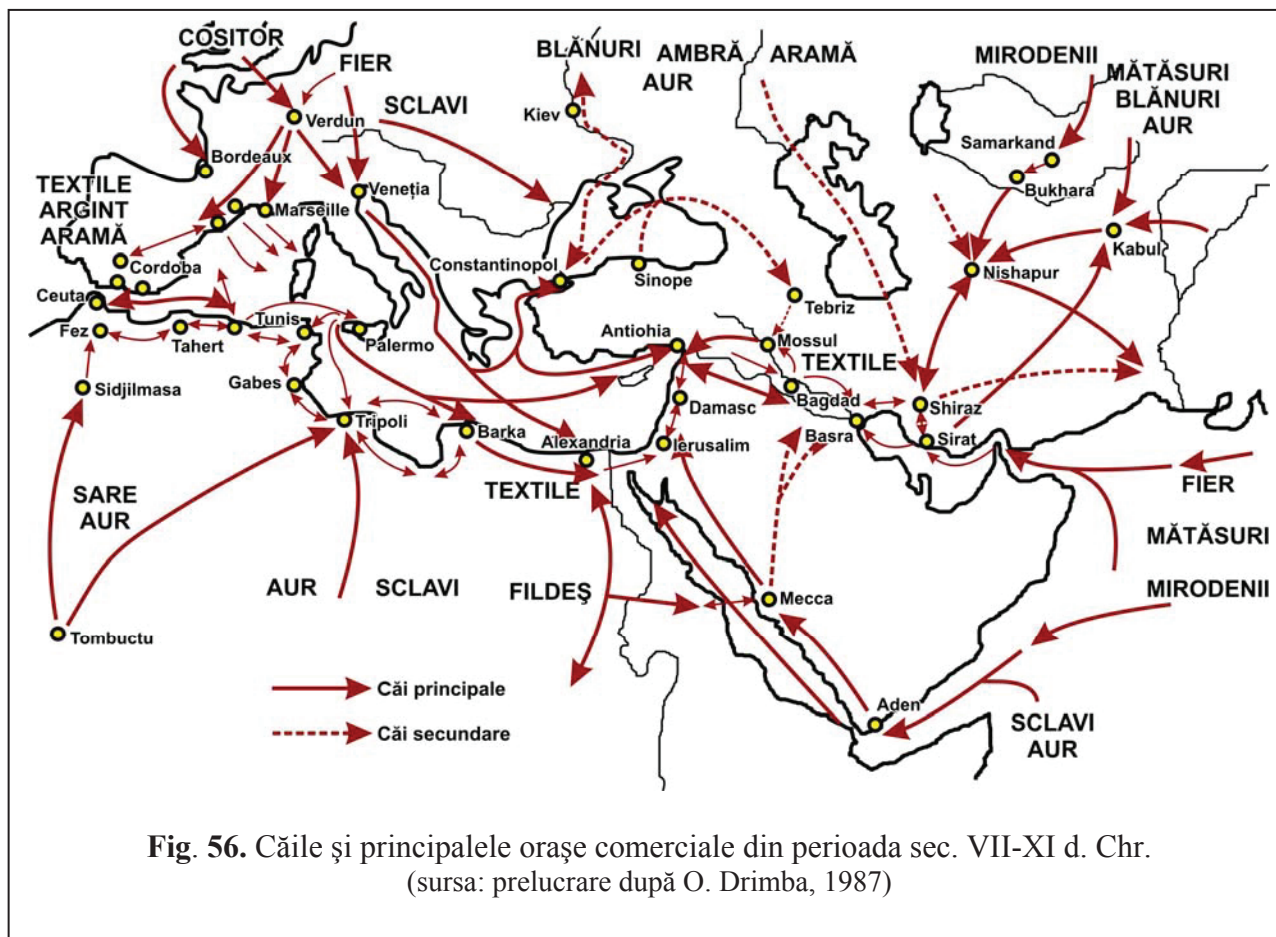 COSITOR
BLĂNURI
AMBRĂ
AUR
ARAMĂ
MIRODENII
MĂTĂSURI
BLĂNURI
AUR
FIER
SCLAVI
Verdun
Kiev
Samarkand
Bukhara
Bordeaux
TEXTILE
ARGINT
ARAMĂ
Veneția
Marseille
Kabul
Cordoba
Constantinopol
Sinope
Nishapur
Ceuta
Tebriz
Fez
Tahert
Tunis
Palermo
Antiohia
Mossul
TEXTILE
Sidjilmasa
Gabes
Damasc
Bagdad
Shiraz
Tripoli
Barka
Alexandria
Ierusalim
Basra
Sirat
TEXTILE
FIER
SARE
AUR
MĂTĂSURI
AUR
SCLAVI
FILDEŞ
Mecca
MIRODENII
Tombuctu
Căi principale
Căi secundare
Aden
SCLAVI
AUR
Fig. 56. Căile şi principalele oraşe comerciale din perioada sec. VII-XI d. Chr.
(sursa: prelucrare după O. Drimba, 1987)